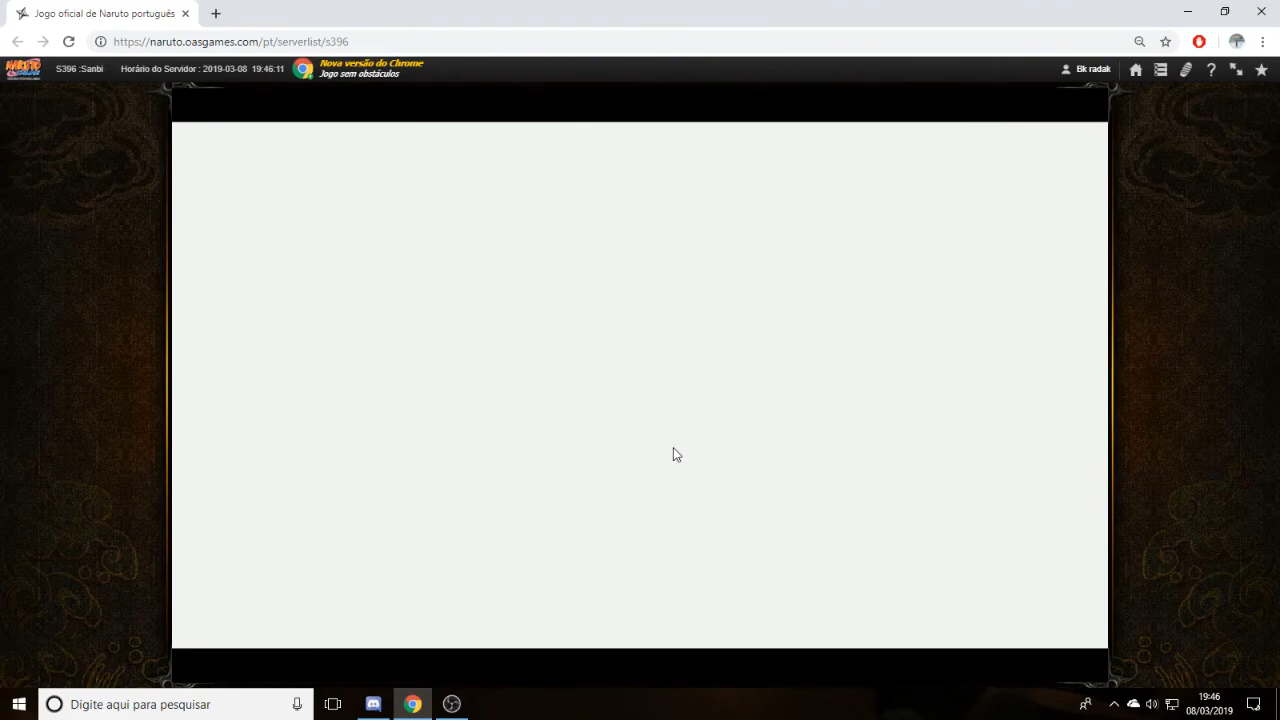 Jogo oficial de Naruto português
https://naruto.oasgames.com/pt/serverlist/s396
NARUTO
S396 :Sanbi
Horário do Servidor : 2019-03-08 19:46:11
Nova versão do Chrome
Jogo sem obstáculos
Bk radak
Digite aqui para pesquisar
19:46
08/03/2019